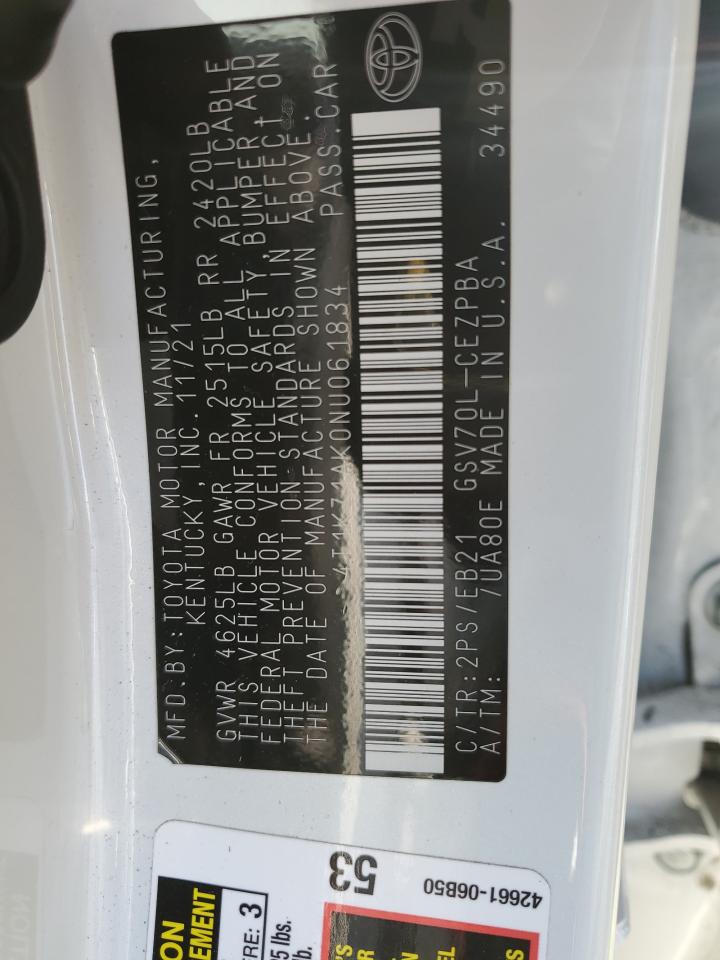 MFD.BY:TOYOTA MOTOR MANUFACTURING,
KENTUCKY, INC. 11/21
GVWR 4625LB GAWR FR 2515LB RR 2420LB
THIS VEHICLE CONFORMS TO ALL APPLICABLE
FEDERAL MOTOR VEHICLE SAFETY, BUMPER AND
THEFT PREVENTION STANDARDS IN EFFECT ON
THE DATE OF MANUFACTURE SHOWN ABOVE.
PASS.CAR
C/TR:2PS/EB21 GSV70L-CEZPBA
A/TM: /UA80E MADE IN U.S.A. 34490
53
42661-06B50
3